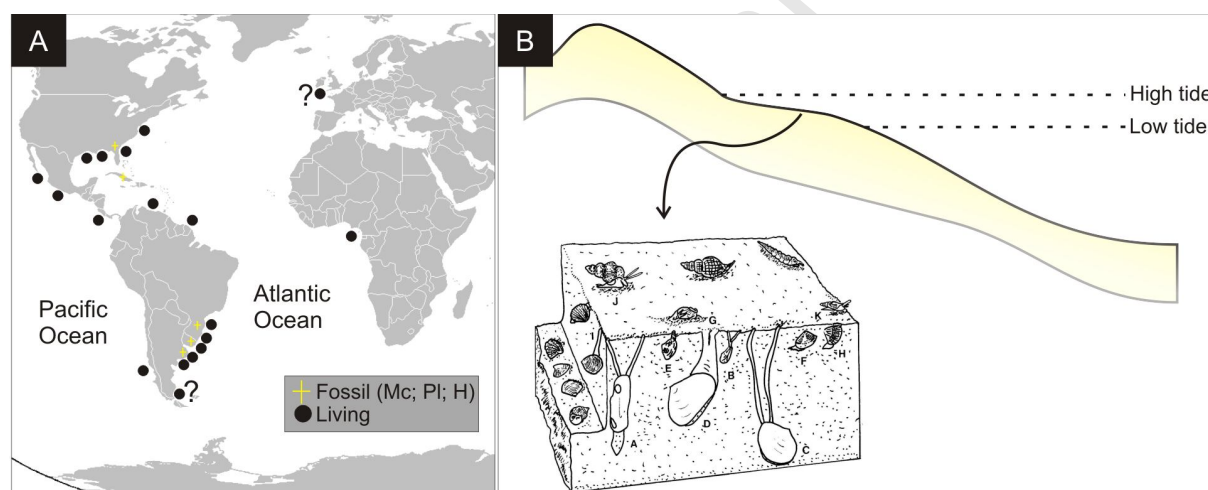 A
?
Pacific
Ocean
Atlantic
Ocean
?
Fossil (Mc; Pl; H)
Living
B
High tide
Low tide
J
G
K
I
E
B
F
H
D
A
C